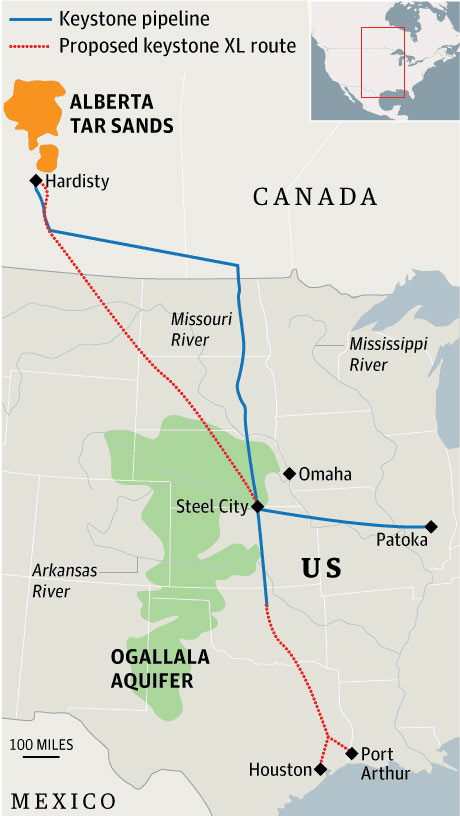 Keystone pipeline
Proposed keystone XL route
ALBERTA
TAR SANDS
Hardisty
CANADA
Missouri
River
Mississippi
River
Omaha
Steel City
Patoka
US
Arkansas
River
OGALLALA
AQUIFER
100 MILES
Port
Arthur
Houston
MEXICO